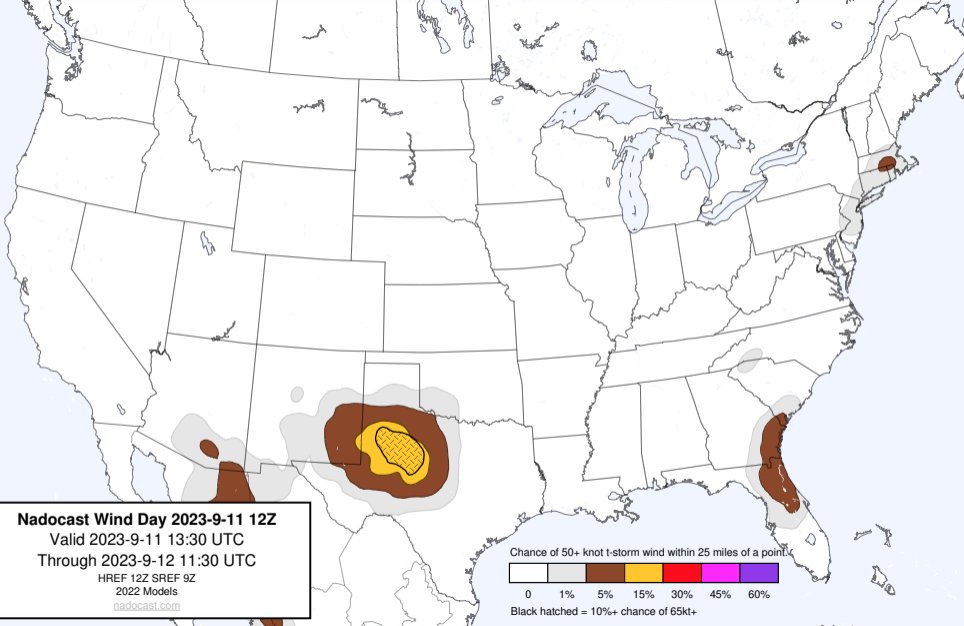 Nadocast Wind Day 2023-9-11 12Z
Valid 2023-9-11 13:30 UTC
Through 2023-9-12 11:30 UTC
HREF 12Z SREF 9Z
2022 Models
nadocast.com
Chance of 50+ knot t-storm wind within 25 miles of a point.
0 1% 5% 15% 30% 45% 60%
Black hatched = 10%+ chance of 65kt+